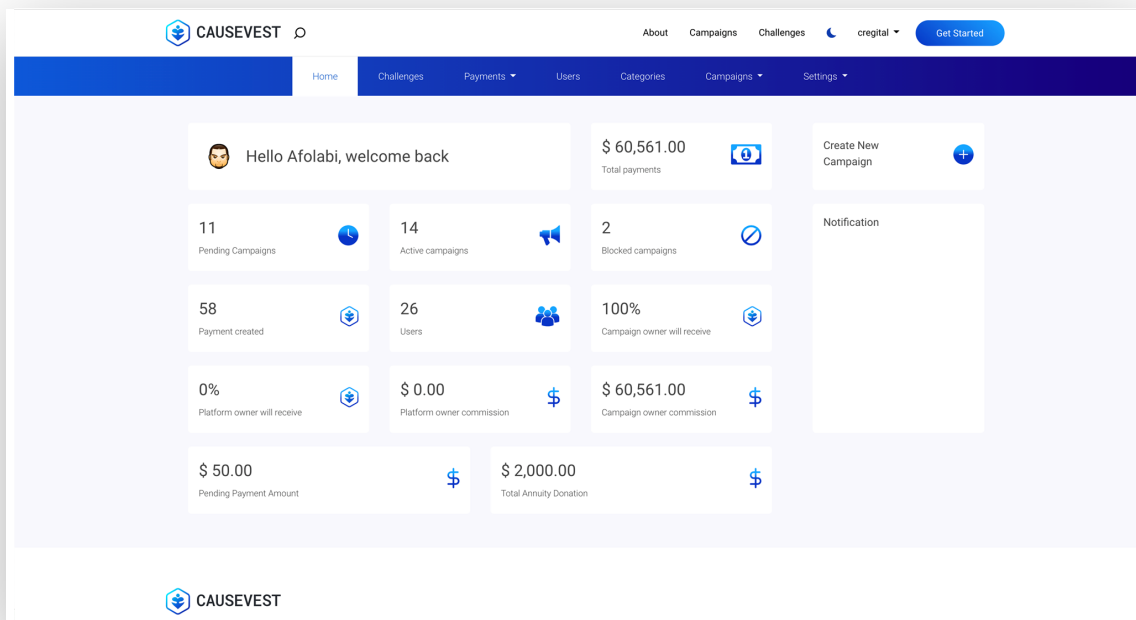 CAUSEVEST
About Campaigns Challenges cregital Get Started
Home Challenges Payments Users Categories Campaigns Settings
Hello Afolabi, welcome back
$ 60,561.00
Total payments
Create New
Campaign
11
Pending Campaigns
14
Active campaigns
2
Blocked campaigns
Notification
58
Payment created
26
Users
100%
Campaign owner will receive
0%
Platform owner will receive
$ 0.00
Platform owner commission
$ 60,561.00
Campaign owner commission
$ 50.00
Pending Payment Amount
$ 2,000.00
Total Annuity Donation
CAUSEVEST